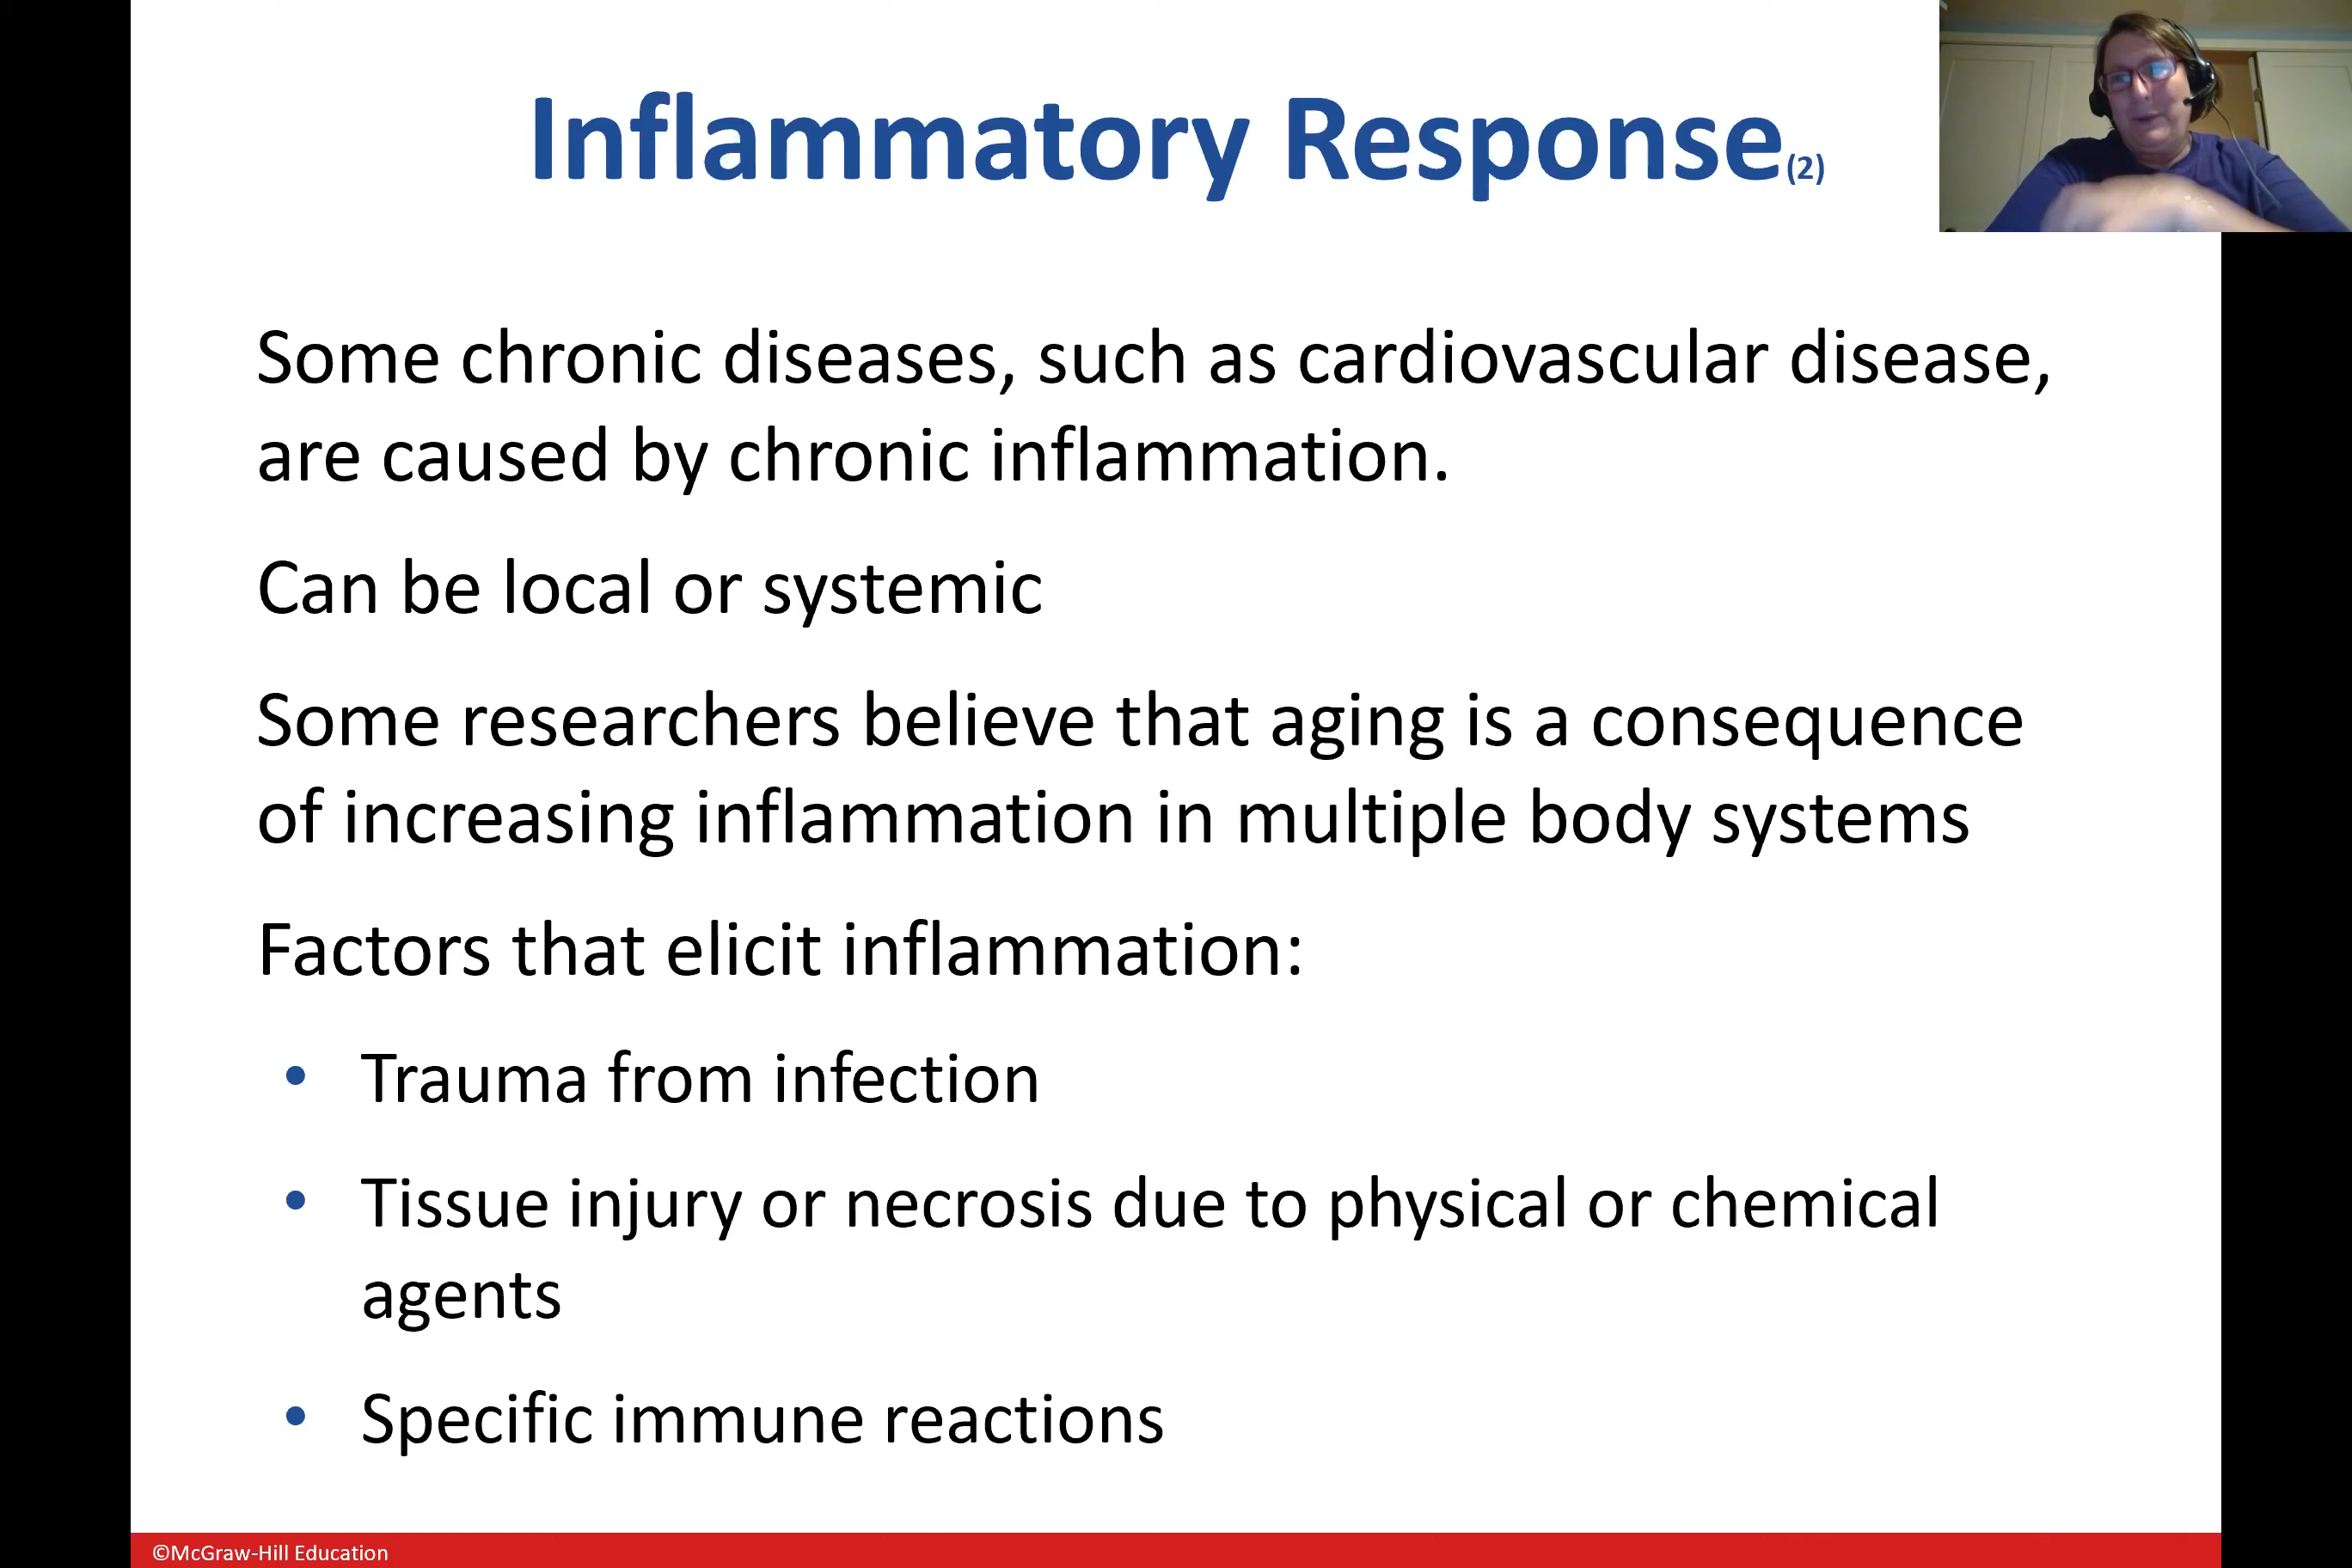 Inflammatory Response(2)
Some chronic diseases, such as cardiovascular disease,
are caused by chronic inflammation.
Can be local or systemic
Some researchers believe that aging is a consequence
of increasing inflammation in multiple body systems
Factors that elicit inflammation:
• Trauma from infection
• Tissue injury or necrosis due to physical or chemical
agents
• Specific immune reactions
©McGraw-Hill Education